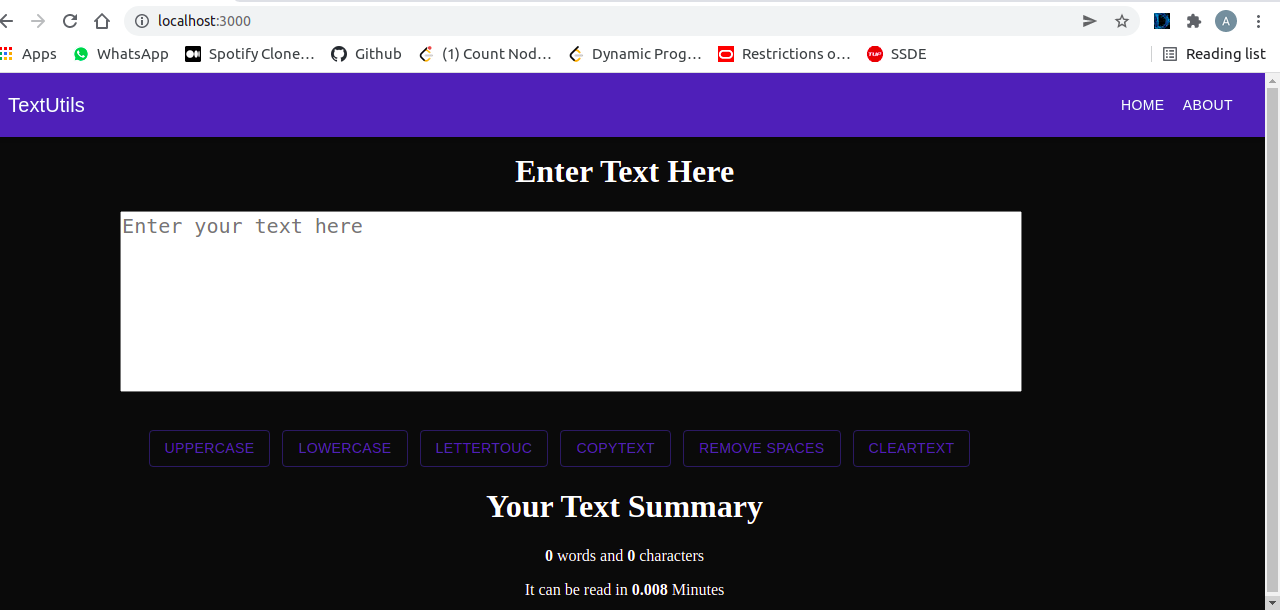 localhost:3000
A
Apps WhatsApp Spotify Clone… Github (1) Count Nod… Dynamic Prog… Restrictions o… TUF SSDE Reading list
TextUtils HOME ABOUT
Enter Text Here
Enter your text here
UPPERCASE LOWERCASE LETTERTOUC COPYTEXT REMOVE SPACES CLEARTEXT
Your Text Summary
0 words and 0 characters
It can be read in 0.008 Minutes